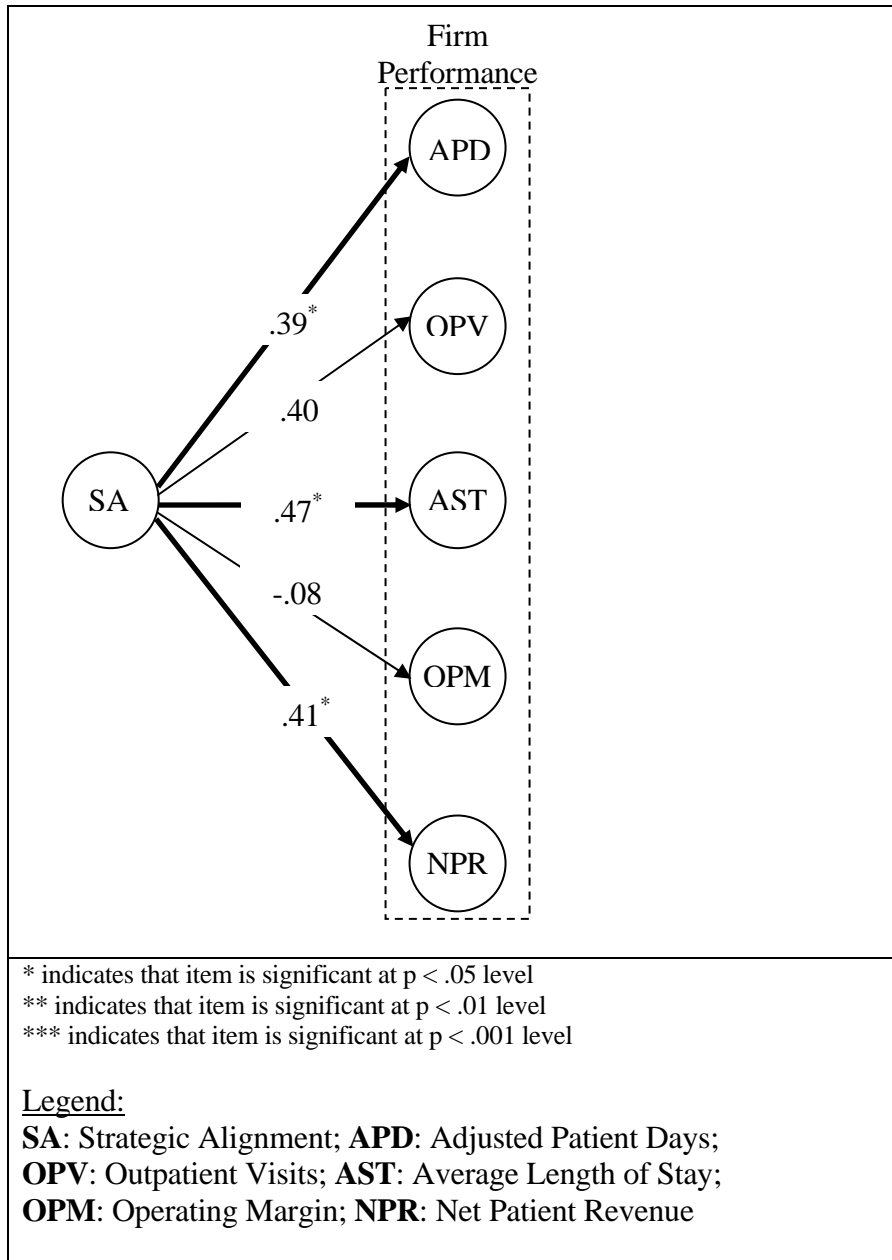 Firm
Performance
APD
.39*
OPV
.40
SA
.47*
AST
-.08
OPM
.41*
NPR
* indicates that item is significant at p < .05 level
** indicates that item is significant at p < .01 level
*** indicates that item is significant at p < .001 level
Legend:
SA: Strategic Alignment; APD: Adjusted Patient Days;
OPV: Outpatient Visits; AST: Average Length of Stay;
OPM: Operating Margin; NPR: Net Patient Revenue